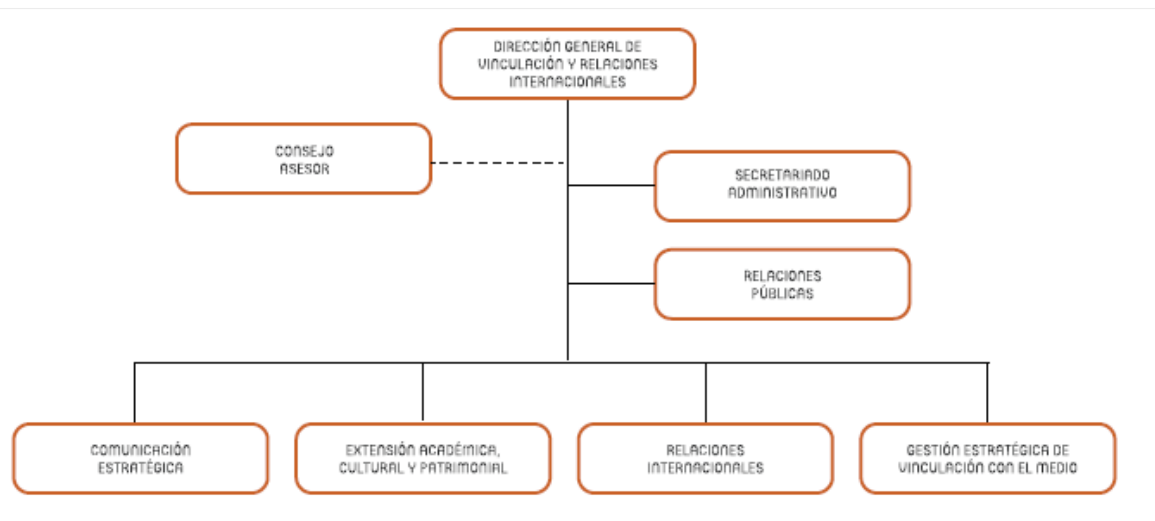 DIRECCIÓN GENERAL DE
VINCULACIÓN Y RELACIONES
INTERNACIONALES
CONSEJO
ASESOR
SECRETARIADO
ADMINISTRATIVO
RELACIONES
PÚBLICAS
COMUNICACIÓN
ESTRATÉGICA
EXTENSIÓN ACADÉMICA,
CULTURAL Y PATRIMONIAL
RELACIONES
INTERNACIONALES
GESTIÓN ESTRATÉGICA DE
VINCULACIÓN CON EL MEDIO